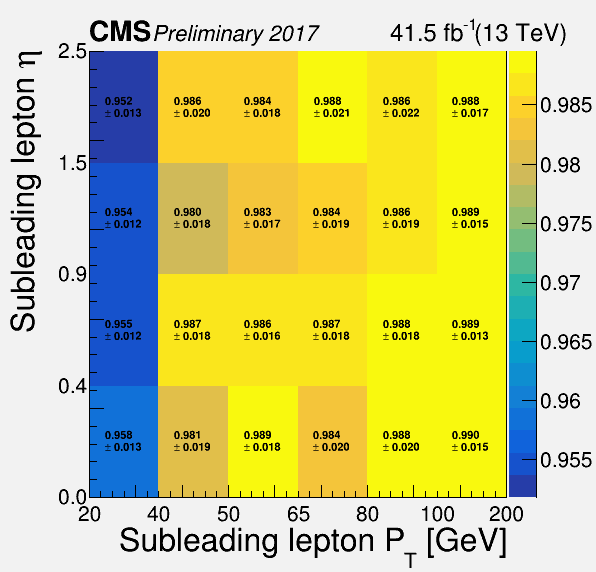 CMS Preliminary 2017 41.5 fb⁻¹(13 TeV)
Subleading lepton η
2.5
0.952 0.986 0.984 0.988 0.986 0.988
± 0.013 ± 0.020 ± 0.018 ± 0.021 ± 0.022 ± 0.017
1.5
0.954 0.980 0.983 0.984 0.986 0.989
± 0.012 ± 0.018 ± 0.017 ± 0.019 ± 0.019 ± 0.015
0.9
0.955 0.987 0.986 0.987 0.988 0.989
± 0.012 ± 0.018 ± 0.016 ± 0.018 ± 0.018 ± 0.013
0.4
0.958 0.981 0.989 0.984 0.988 0.990
± 0.013 ± 0.019 ± 0.018 ± 0.020 ± 0.020 ± 0.015
0.0
20 40 50 65 80 100 200
Subleading lepton P_T [GeV]
0.985
0.98
0.975
0.97
0.965
0.96
0.955